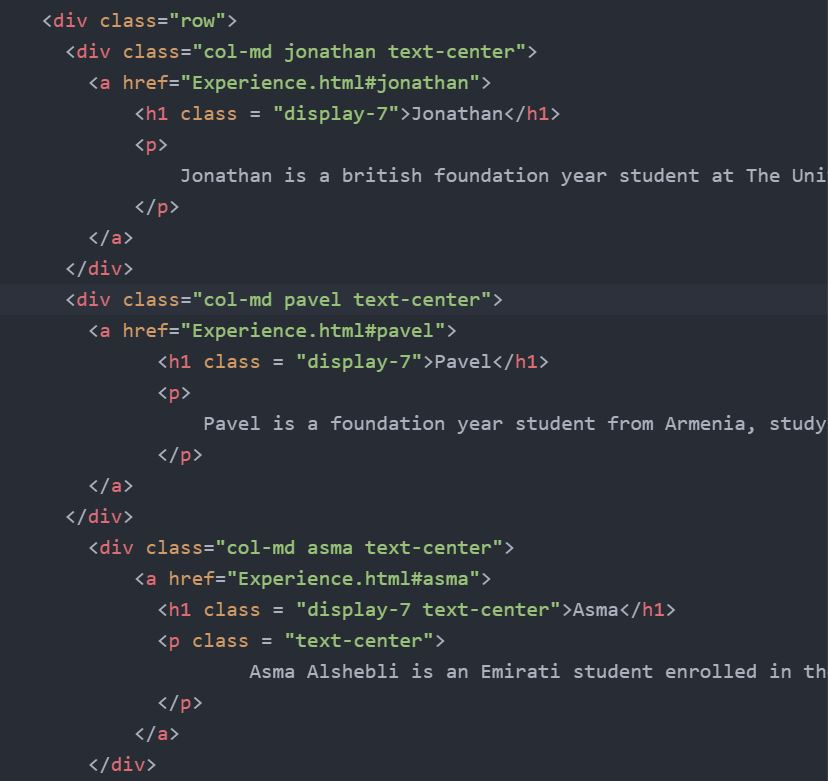 <div class="row">
<div class="col-md jonathan text-center">
<a href="Experience.html#jonathan">
<h1 class = "display-7">Jonathan</h1>
<p>
Jonathan is a british foundation year student at The Uni
</p>
</a>
</div>
<div class="col-md pavel text-center">
<a href="Experience.html#pavel">
<h1 class = "display-7">Pavel</h1>
<p>
Pavel is a foundation year student from Armenia, study
</p>
</a>
</div>
<div class="col-md asma text-center">
<a href="Experience.html#asma">
<h1 class = "display-7 text-center">Asma</h1>
<p class = "text-center">
Asma Alshebli is an Emirati student enrolled in th
</p>
</a>
</div>